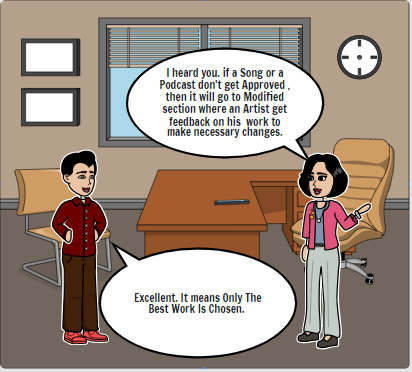 I heard you. if a Song or a
Podcast don't get Approved ,
then it will go to Modified
section where an Artist get
feedback on his work to
make necessary changes.
Excellent. It means Only The
Best Work Is Chosen.